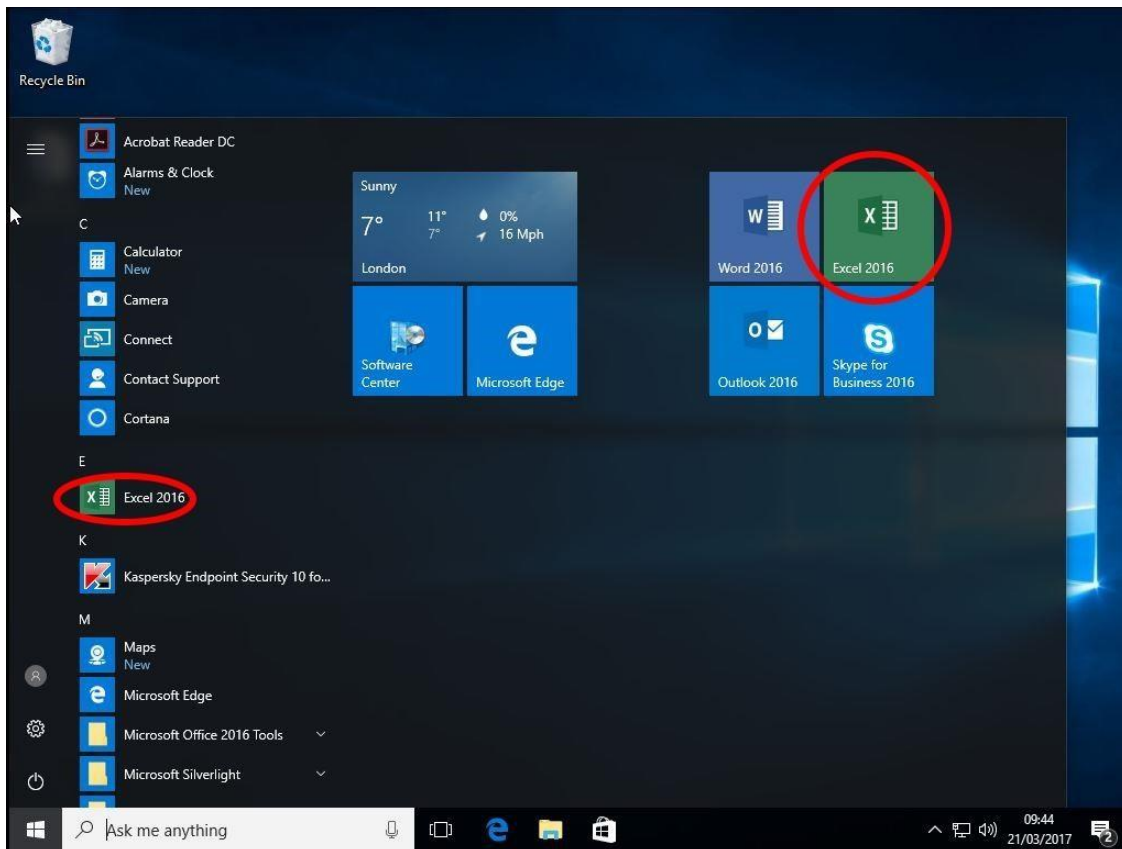 Recycle Bin
Acrobat Reader DC
Alarms & Clock
New
C
Calculator
New
Camera
Connect
Contact Support
Cortana
E
Excel 2016
K
Kaspersky Endpoint Security 10 fo...
M
Maps
New
Microsoft Edge
Microsoft Office 2016 Tools
Microsoft Silverlight
Sunny
7° 11° 0%
7° 16 Mph
London
Software
Center
Microsoft Edge
Word 2016
Excel 2016
Outlook 2016
Skype for
Business 2016
Ask me anything
09:44
21/03/2017
2